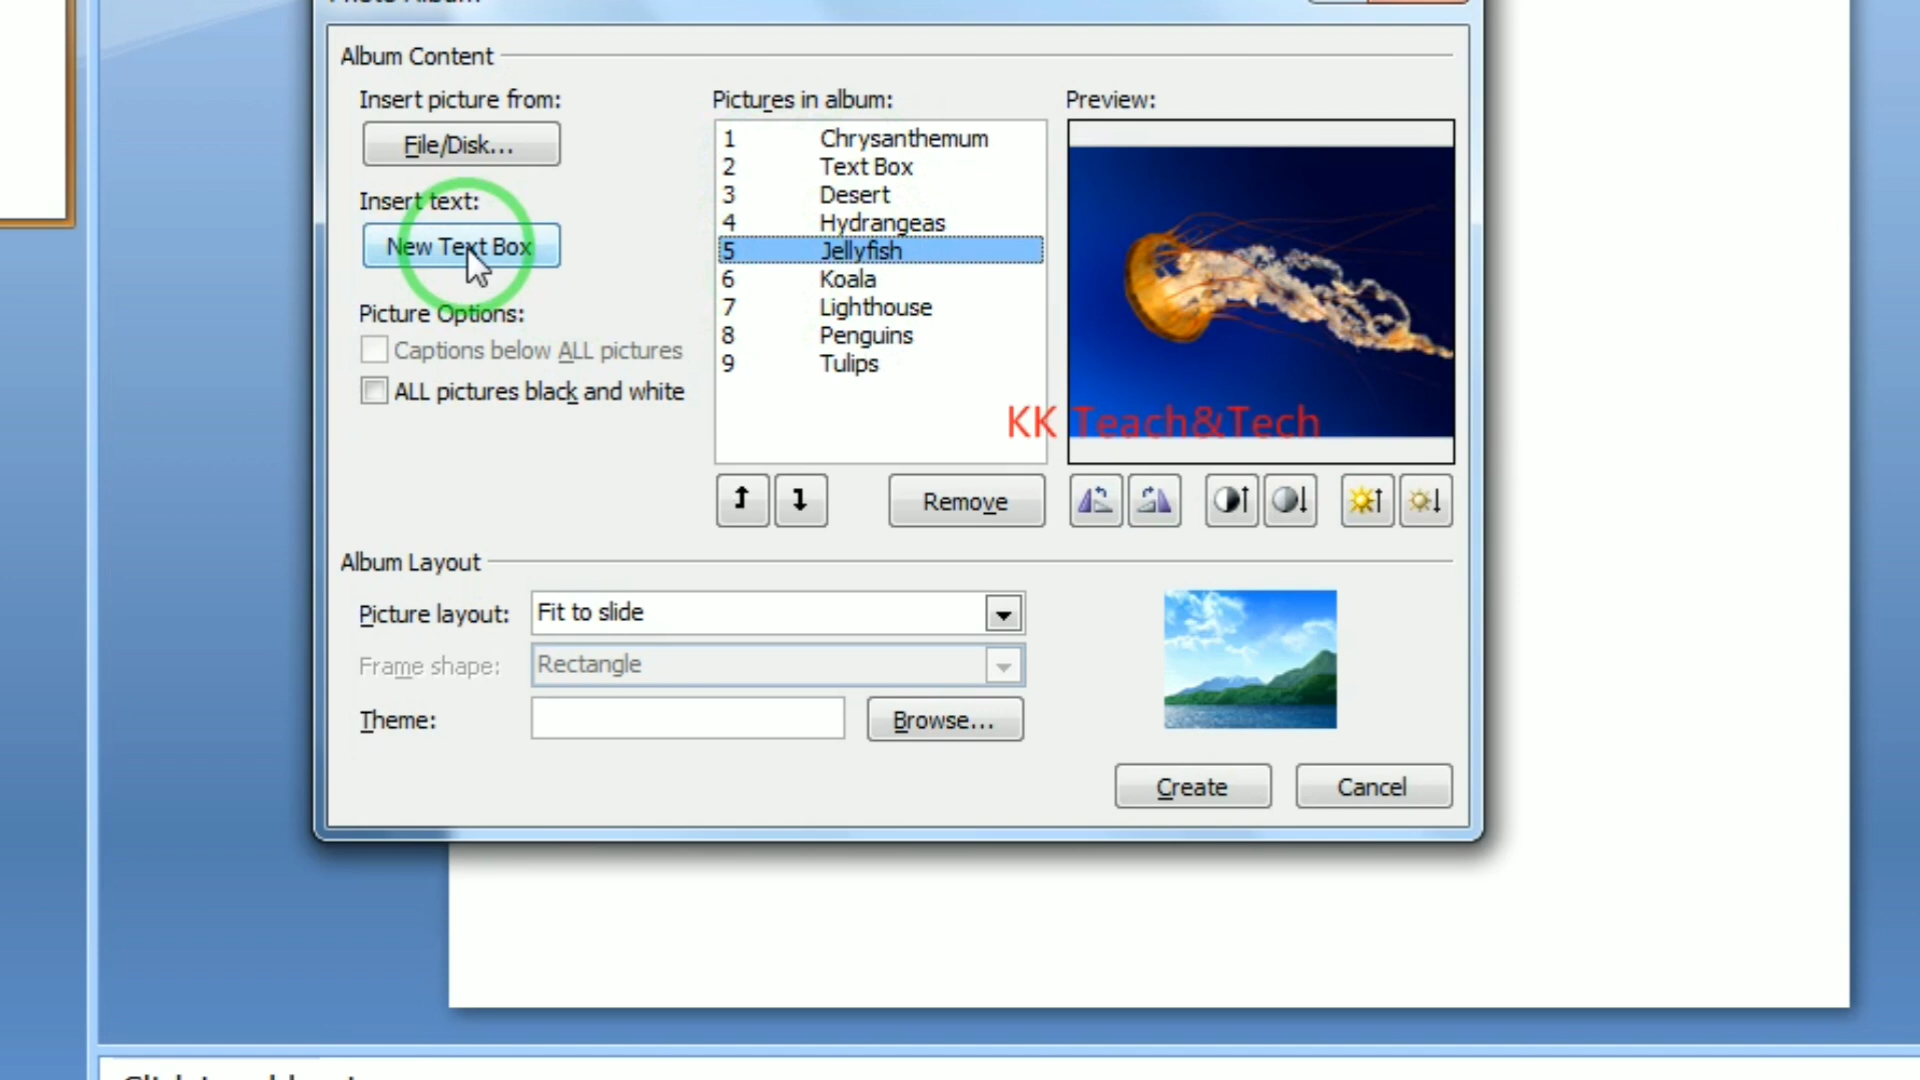 Photo Album
Album Content
Insert picture from:
File/Disk...
Insert text:
New Text Box
Picture Options:
Captions below ALL pictures
ALL pictures black and white
Pictures in album:
1 Chrysanthemum
2 Text Box
3 Desert
4 Hydrangeas
5 Jellyfish
6 Koala
7 Lighthouse
8 Penguins
9 Tulips
Remove
Preview:
KK Teach&Tech
Album Layout
Picture layout: Fit to slide
Frame shape: Rectangle
Theme:
Browse...
Create
Cancel